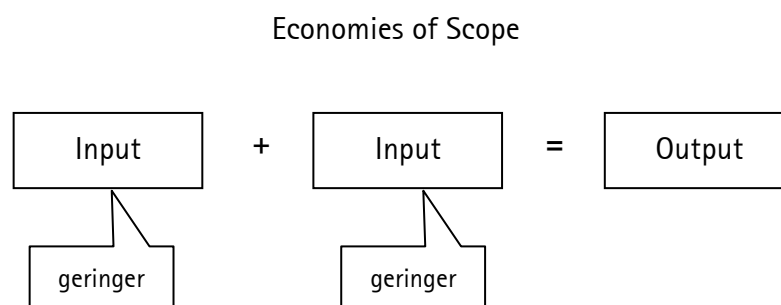 Economies of Scope
Input + Input = Output
geringer geringer